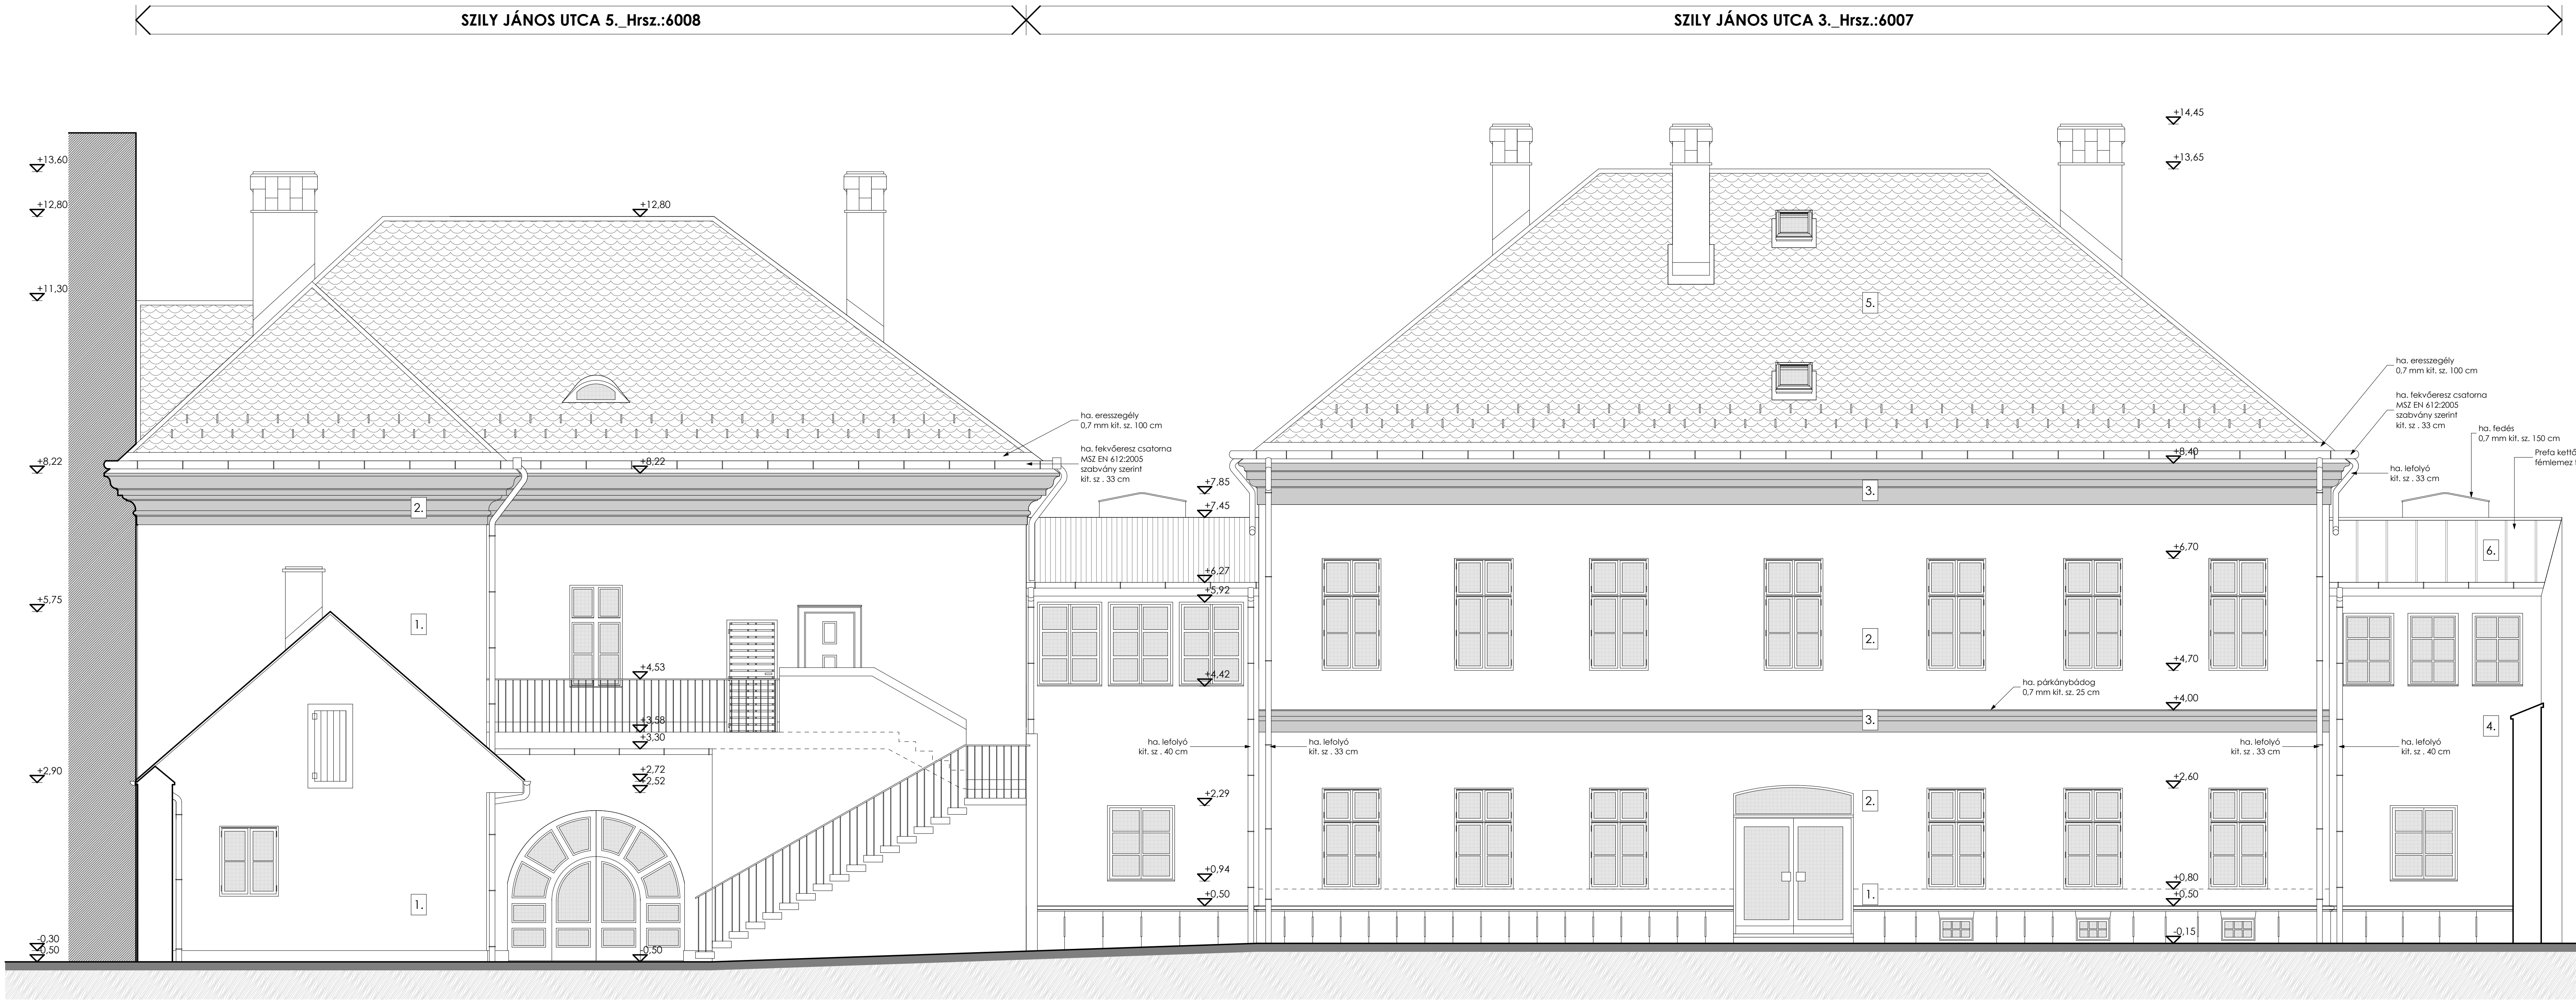 SZILY JÁNOS UTCA 5._Hrsz.:6008
SZILY JÁNOS UTCA 3._Hrsz.:6007
+13,60
+12,80
+11,30
+8,22
+5,75
+2,90
-0.30
-0,50
+12,80
+8,22
+4,53
+3,58
+3,30
+2,72
+2,52
-0,50
2.
1.
1.
ha. eresszegély
0,7 mm kit. sz. 100 cm
ha. fekvőeresz csatorna
MSZ EN 612:2005
szabvány szerint
kit. sz . 33 cm
+7,85
+7,45
+6,27
+5,92
+4,42
+2,29
+0,94
+0,50
ha. lefolyó
kit. sz . 40 cm
ha. lefolyó
kit. sz . 33 cm
5.
3.
2.
3.
2.
1.
ha. párkánybádog
0,7 mm kit. sz. 25 cm
+14,45
+13,65
+8,40
+6,70
+4,70
+4,00
+2,60
+0,80
+0,50
-0,15
ha. lefolyó
kit. sz . 33 cm
ha. lefolyó
kit. sz . 40 cm
ha. eresszegély
0,7 mm kit. sz. 100 cm
ha. fekvőeresz csatorna
MSZ EN 612:2005
szabvány szerint
kit. sz . 33 cm
ha. lefolyó
kit. sz . 33 cm
ha. fedés
0,7 mm kit. sz. 150 cm
Prefa kettő
fémlemez
6.
4.